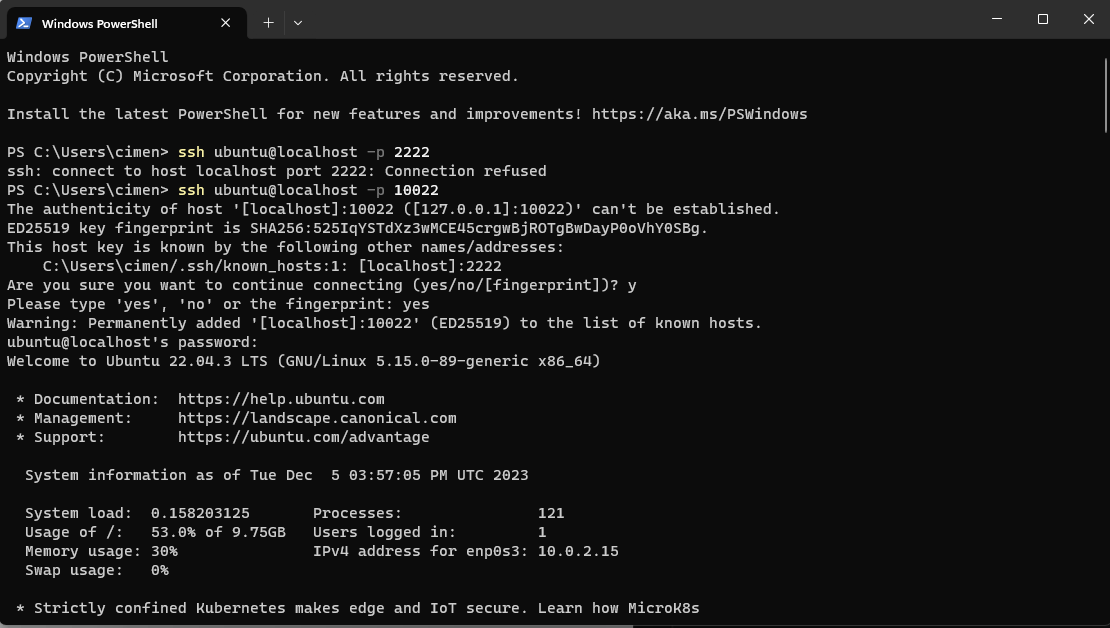 Windows PowerShell
Windows PowerShell
Copyright (C) Microsoft Corporation. All rights reserved.
Install the latest PowerShell for new features and improvements! https://aka.ms/PSWindows
PS C:\Users\cimen> ssh ubuntu@localhost -p 2222
ssh: connect to host localhost port 2222: Connection refused
PS C:\Users\cimen> ssh ubuntu@localhost -p 10022
The authenticity of host '[localhost]:10022 ([127.0.0.1]:10022)' can't be established.
ED25519 key fingerprint is SHA256:525IqYSTdXz3wMCE45crgwBjROTgBwDayP0oVhY0SBg.
This host key is known by the following other names/addresses:
    C:\Users\cimen/.ssh/known_hosts:1: [localhost]:2222
Are you sure you want to continue connecting (yes/no/[fingerprint])? y
Please type 'yes', 'no' or the fingerprint: yes
Warning: Permanently added '[localhost]:10022' (ED25519) to the list of known hosts.
ubuntu@localhost's password:
Welcome to Ubuntu 22.04.3 LTS (GNU/Linux 5.15.0-89-generic x86_64)
 * Documentation:  https://help.ubuntu.com
 * Management:     https://landscape.canonical.com
 * Support:        https://ubuntu.com/advantage
  System information as of Tue Dec  5 03:57:05 PM UTC 2023
  System load:  0.158203125       Processes:               121
  Usage of /:   53.0% of 9.75GB   Users logged in:         1
  Memory usage: 30%               IPv4 address for enp0s3: 10.0.2.15
  Swap usage:   0%
 * Strictly confined Kubernetes makes edge and IoT secure. Learn how MicroK8s